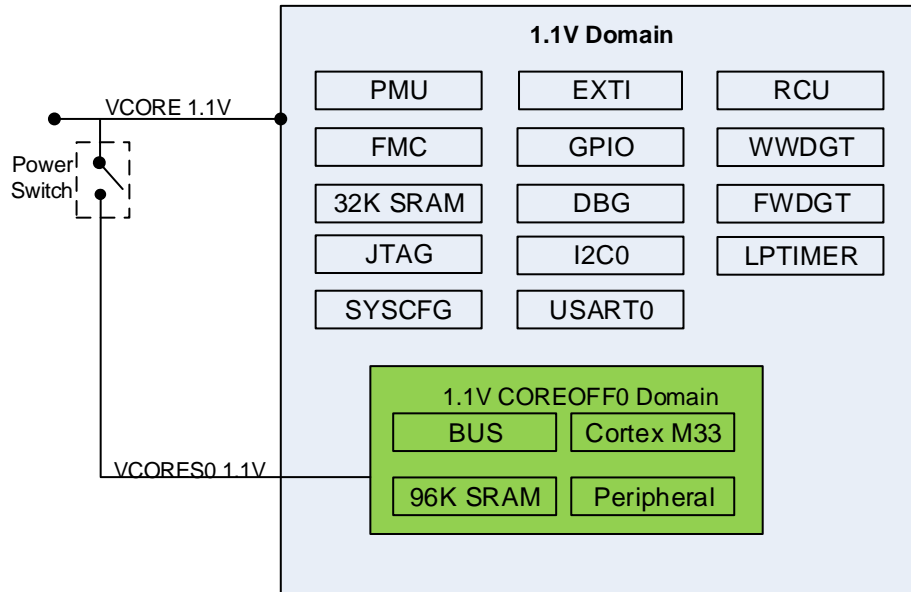 1.1V Domain
PMU
EXTI
RCU
VCORE 1.1V
FMC
GPIO
WWDGT
Power
Switch
32K SRAM
DBG
FWDGT
JTAG
I2C0
LPTIMER
SYSCFG
USART0
1.1V COREOFF0 Domain
BUS
Cortex M33
VCORES0 1.1V
96K SRAM
Peripheral